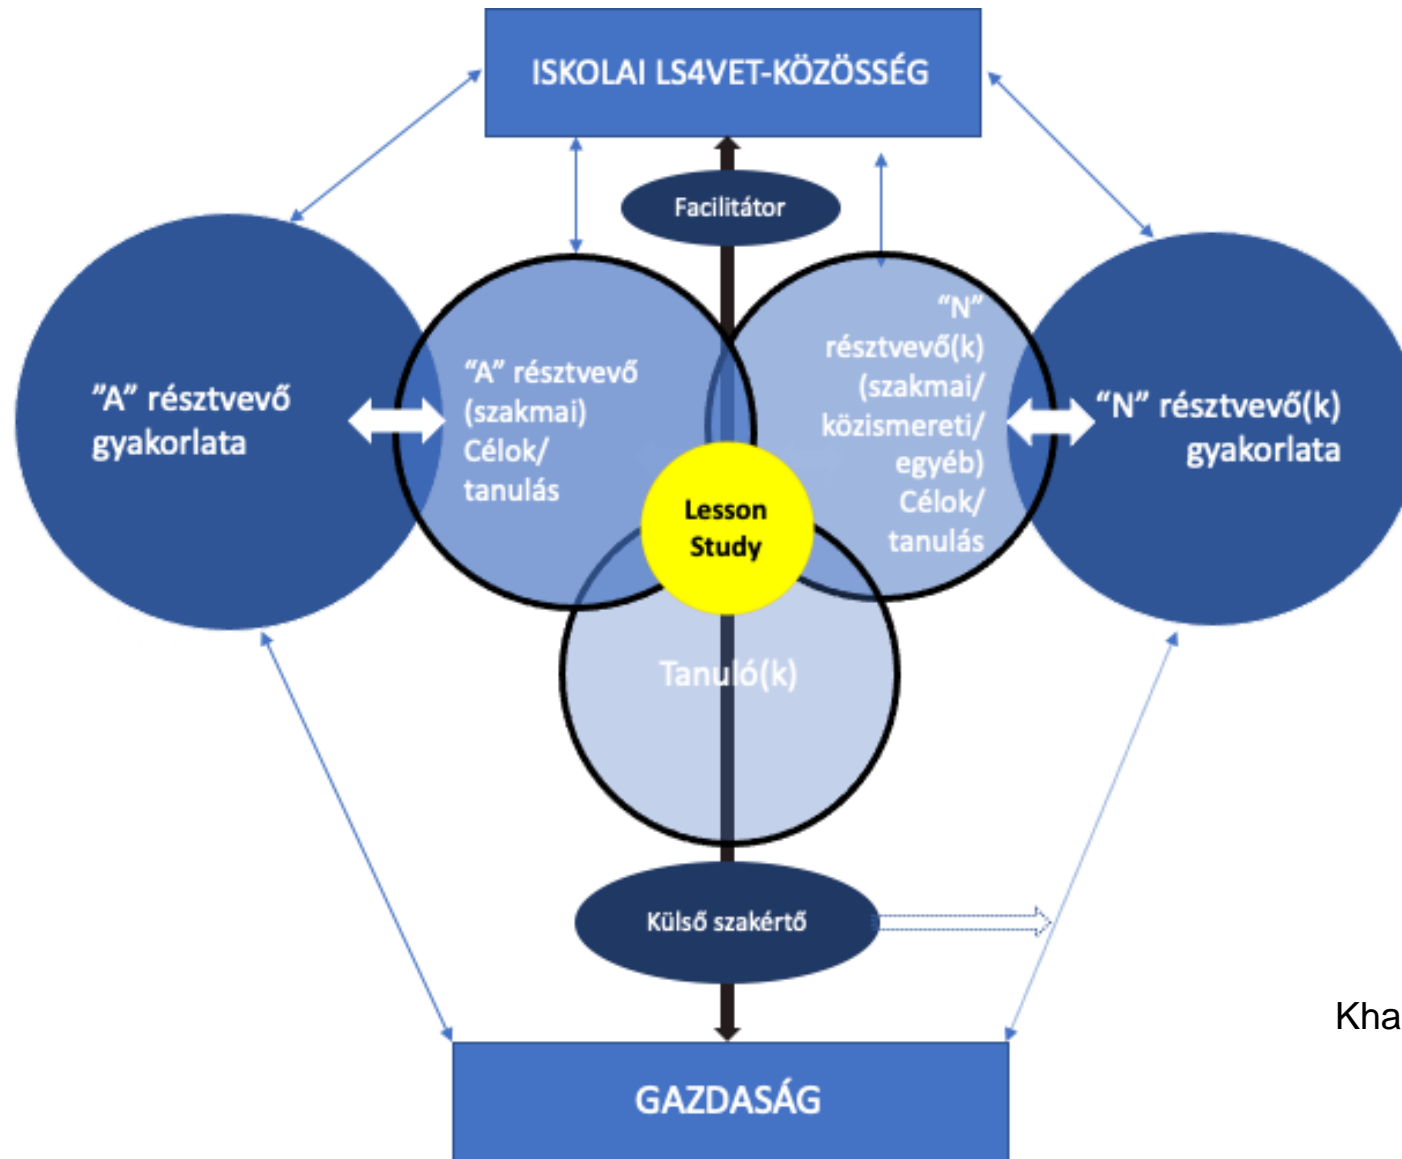 ISKOLAI LS4VET-KÖZÖSSÉG
Facilitátor
”A” résztvevő
gyakorlata
“A” résztvevő
(szakmai)
Célok/
tanulás
“N”
résztvevő(k)
(szakmai/
közismereti/
egyéb)
Célok/
tanulás
“N” résztvevő(k)
gyakorlata
Lesson
Study
Tanuló(k)
Külső szakértő
Kha
GAZDASÁG